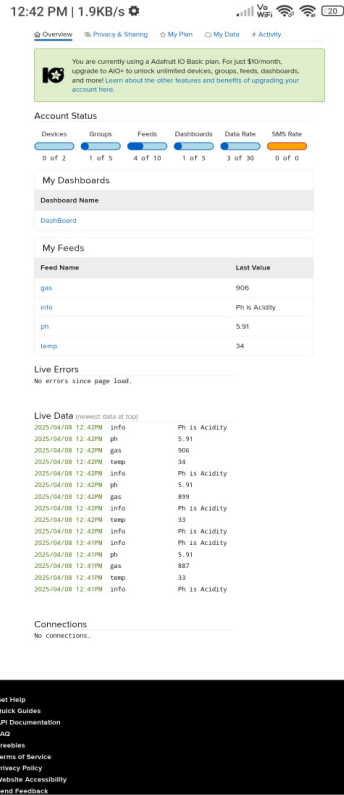 12:42 PM | 1.9KB/s
Vo
WiFi
20
Overview Privacy & Sharing My Plan My Data Activity
You are currently using a Adafruit IO Basic plan. For just $10/month,
upgrade to AIO+ to unlock unlimited devices, groups, feeds, dashboards,
and more! Learn about the other features and benefits of upgrading your
account here.
Account Status
Devices Groups Feeds Dashboards Data Rate SMS Rate
0 of 2 1 of 5 4 of 10 1 of 5 3 of 30 0 of 0
My Dashboards
Dashboard Name
DashBoard
My Feeds
Feed Name Last Value
gas 906
info Ph is Acidity
ph 5.91
temp 34
Live Errors
No errors since page load.
Live Data (newest data at top)
2025/04/08 12:42PM info Ph is Acidity
2025/04/08 12:42PM ph 5.91
2025/04/08 12:42PM gas 906
2025/04/08 12:42PM temp 34
2025/04/08 12:42PM info Ph is Acidity
2025/04/08 12:42PM ph 5.91
2025/04/08 12:42PM gas 899
2025/04/08 12:42PM info Ph is Acidity
2025/04/08 12:42PM temp 33
2025/04/08 12:42PM info Ph is Acidity
2025/04/08 12:41PM info Ph is Acidity
2025/04/08 12:41PM ph 5.91
2025/04/08 12:41PM gas 887
2025/04/08 12:41PM temp 33
2025/04/08 12:41PM info Ph is Acidity
Connections
No connections.
et Help
uick Guides
PI Documentation
AQ
reebies
erms of Service
rivacy Policy
ebsite Accessibility
end Feedback